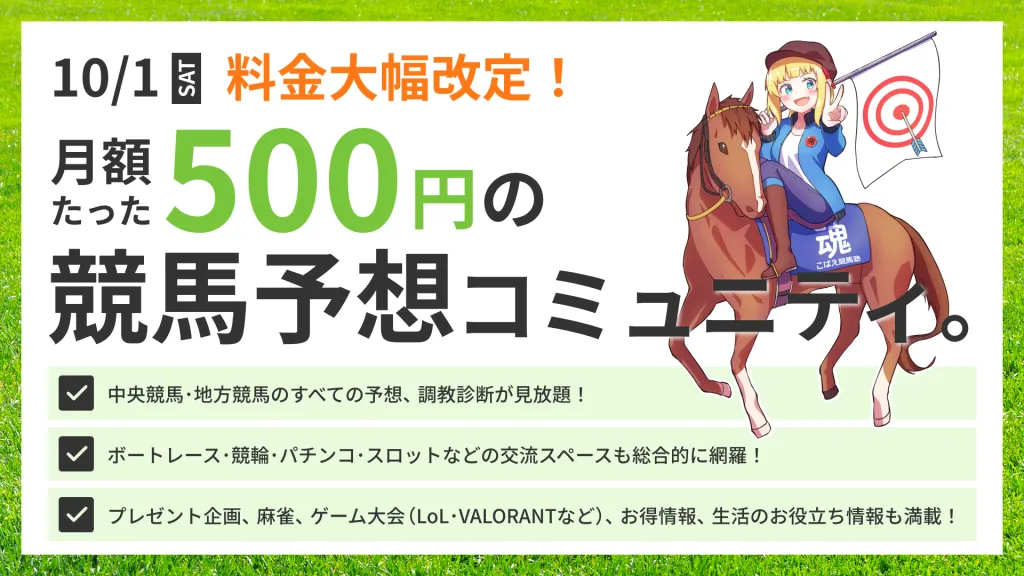 10/1 SAT 料金大幅改定！
月額たった500円の
競馬予想コミュニティ。
魂
こばえ競馬塾
中央競馬・地方競馬のすべての予想、調教診断が見放題！
ボートレース・競輪・パチンコ・スロットなどの交流スペースも総合的に網羅！
プレゼント企画、麻雀、ゲーム大会（LoL・VALORANTなど）、お得情報、生活のお役立ち情報も満載！